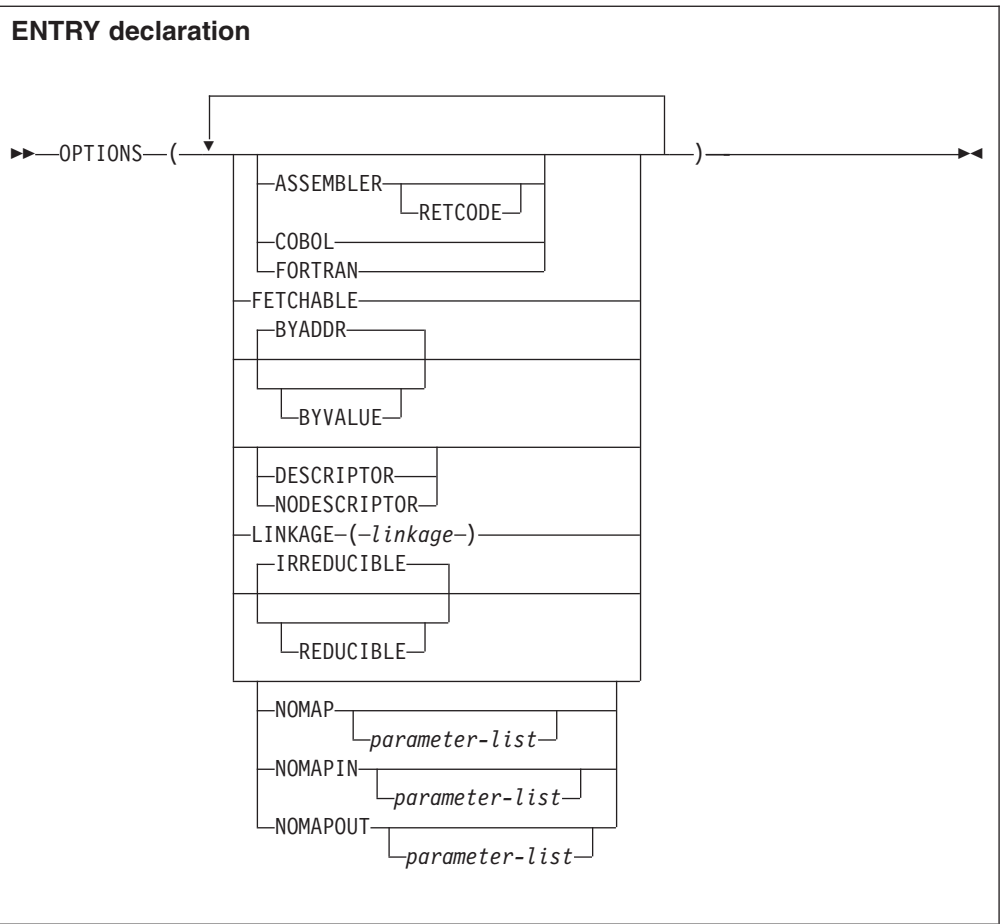 ENTRY declaration
OPTIONS ( )
ASSEMBLER
RETCODE
COBOL
FORTRAN
FETCHABLE
BYADDR
BYVALUE
DESCRIPTOR
NODESCRIPTOR
LINKAGE (linkage)
IRREDUCIBLE
REDUCIBLE
NOMAP
parameter-list
NOMAPIN
parameter-list
NOMAPOUT
parameter-list